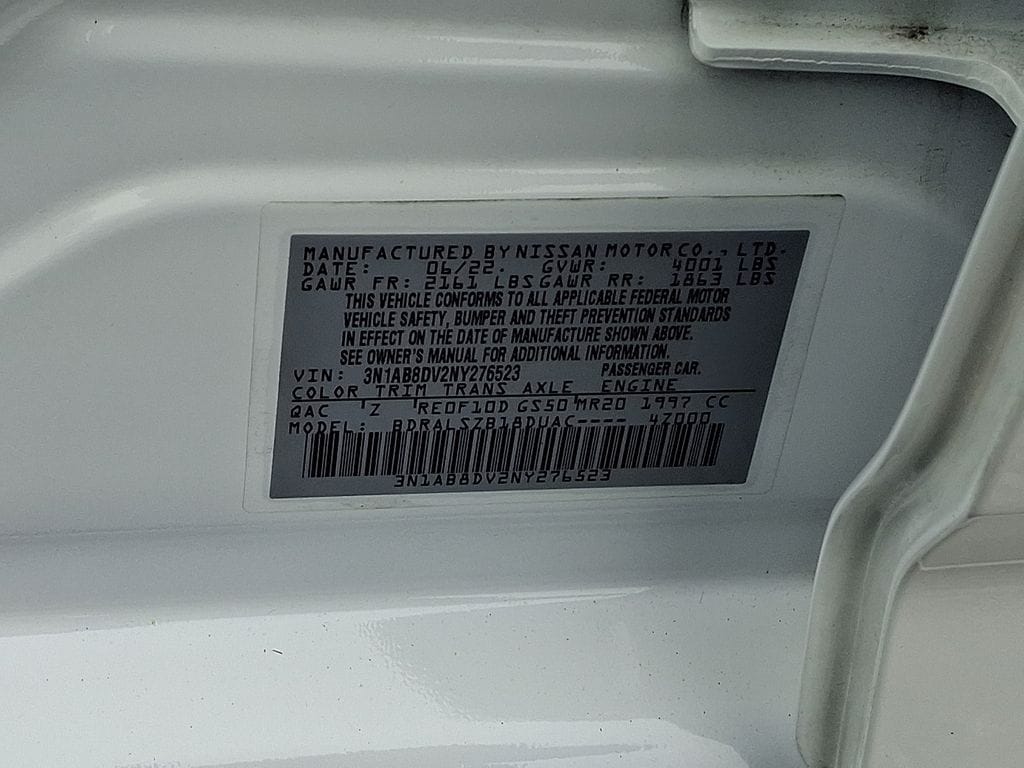 MANUFACTURED BY NISSAN MOTOR CO., LTD.
DATE: 06/22. GVWR: 4001 LBS
GAWR FR: 2161 LBS GAWR RR: 1863 LBS
THIS VEHICLE CONFORMS TO ALL APPLICABLE FEDERAL MOTOR
VEHICLE SAFETY, BUMPER AND THEFT PREVENTION STANDARDS
IN EFFECT ON THE DATE OF MANUFACTURE SHOWN ABOVE.
SEE OWNER'S MANUAL FOR ADDITIONAL INFORMATION.
VIN: 3N1AB8DV2NY276523 PASSENGER CAR.
COLOR TRIM TRANS AXLE ENGINE
QAC Z RE0F10D GS50 MR20 1997 CC
MODEL: BDRALSZB18DUAC---- 4Z000
3N1AB8DV2NY276523